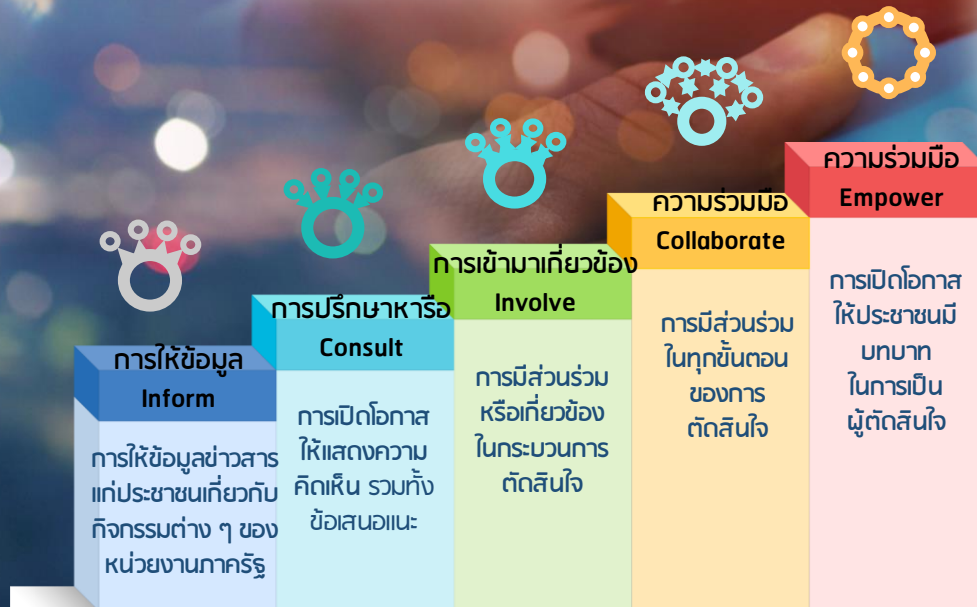 การให้ข้อมูล
Inform
การให้ข้อมูลข่าวสาร
แก่ประชาชนเกี่ยวกับ
กิจกรรมต่าง ๆ ของ
หน่วยงานภาครัฐ
การปรึกษาหารือ
Consult
การเปิดโอกาส
ให้แสดงความ
คิดเห็น รวมทั้ง
ข้อเสนอแนะ
การเข้ามาเกี่ยวข้อง
Involve
การมีส่วนร่วม
หรือเกี่ยวข้อง
ในกระบวนการ
ตัดสินใจ
ความร่วมมือ
Collaborate
การมีส่วนร่วม
ในทุกขั้นตอน
ของการ
ตัดสินใจ
ความร่วมมือ
Empower
การเปิดโอกาส
ให้ประชาชนมี
บทบาท
ในการเป็น
ผู้ตัดสินใจ